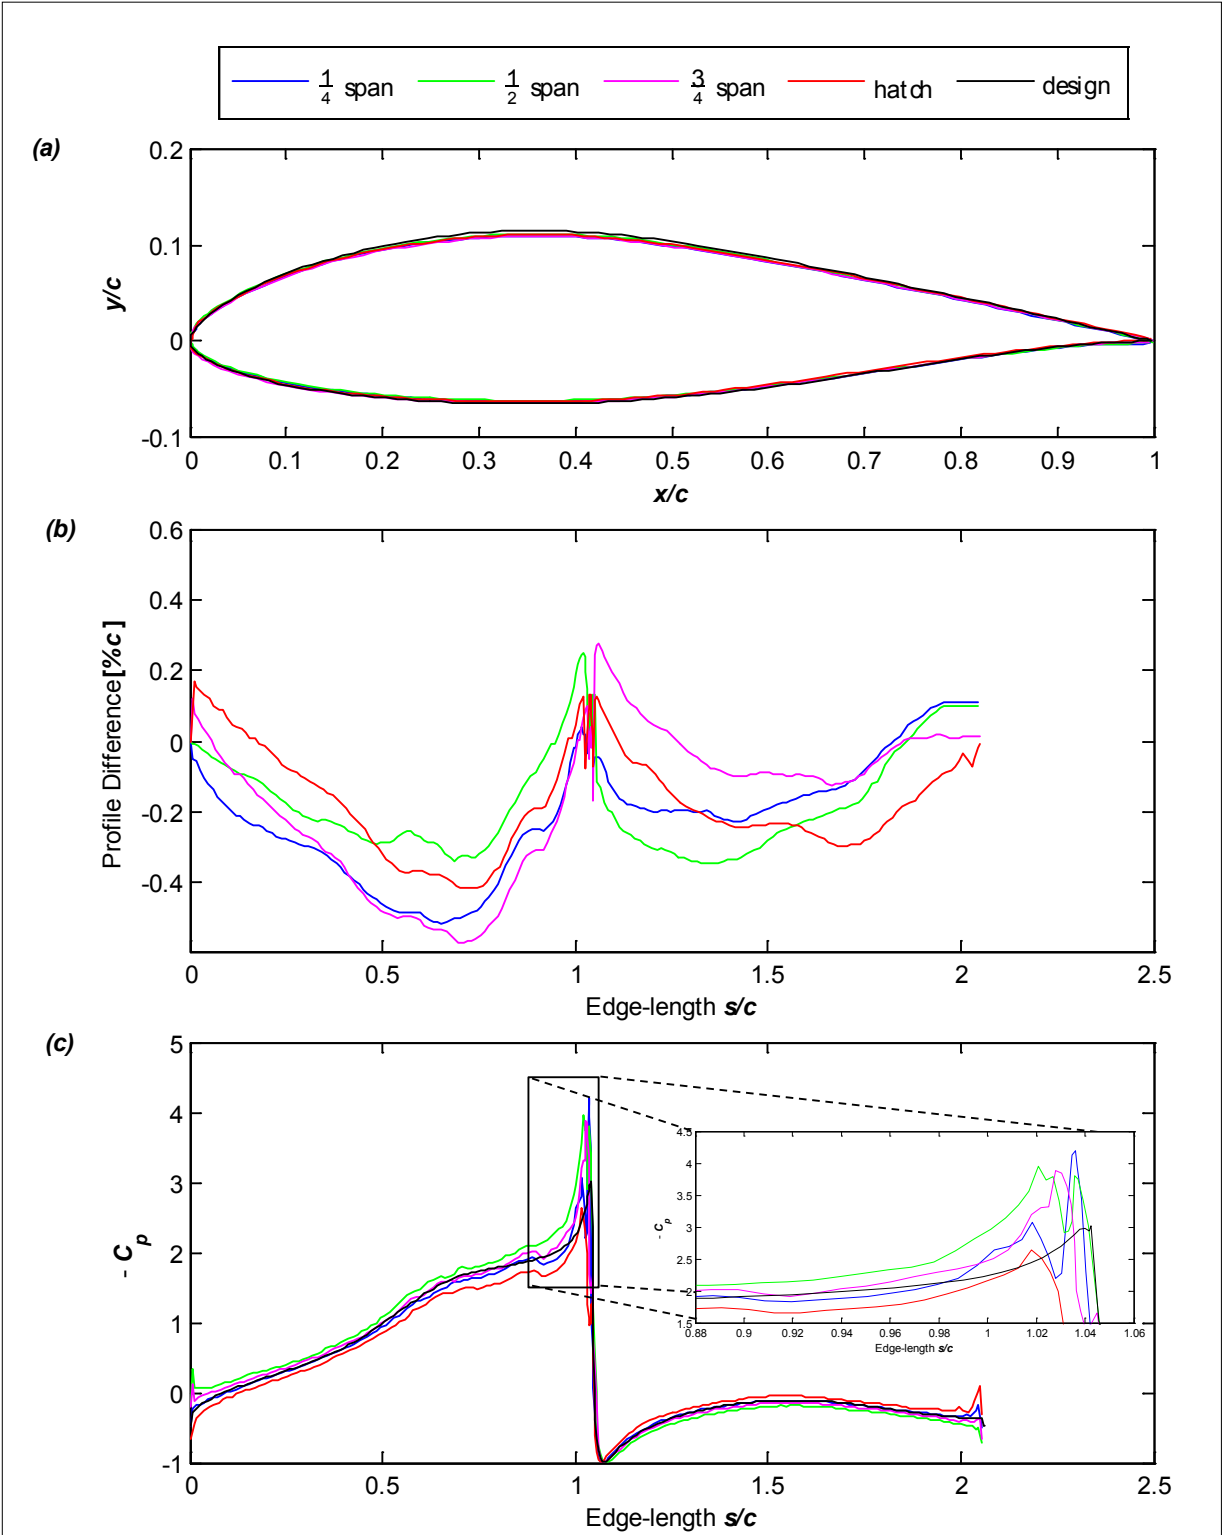 1/4 span 1/2 span 3/4 span hatch design
(a)
0.2
0.1
0
-0.1
y/c
0 0.1 0.2 0.3 0.4 0.5 0.6 0.7 0.8 0.9 1
x/c
(b)
0.6
0.4
0.2
0
-0.2
-0.4
Profile Difference[%c]
0 0.5 1 1.5 2 2.5
Edge-length s/c
(c)
5
4
3
2
1
0
-1
- Cp
4.5
4
3.5
3
2.5
2
1.5
- Cp
0.88 0.9 0.92 0.94 0.96 0.98 1 1.02 1.04 1.06
Edge-length s/c
0 0.5 1 1.5 2 2.5
Edge-length s/c